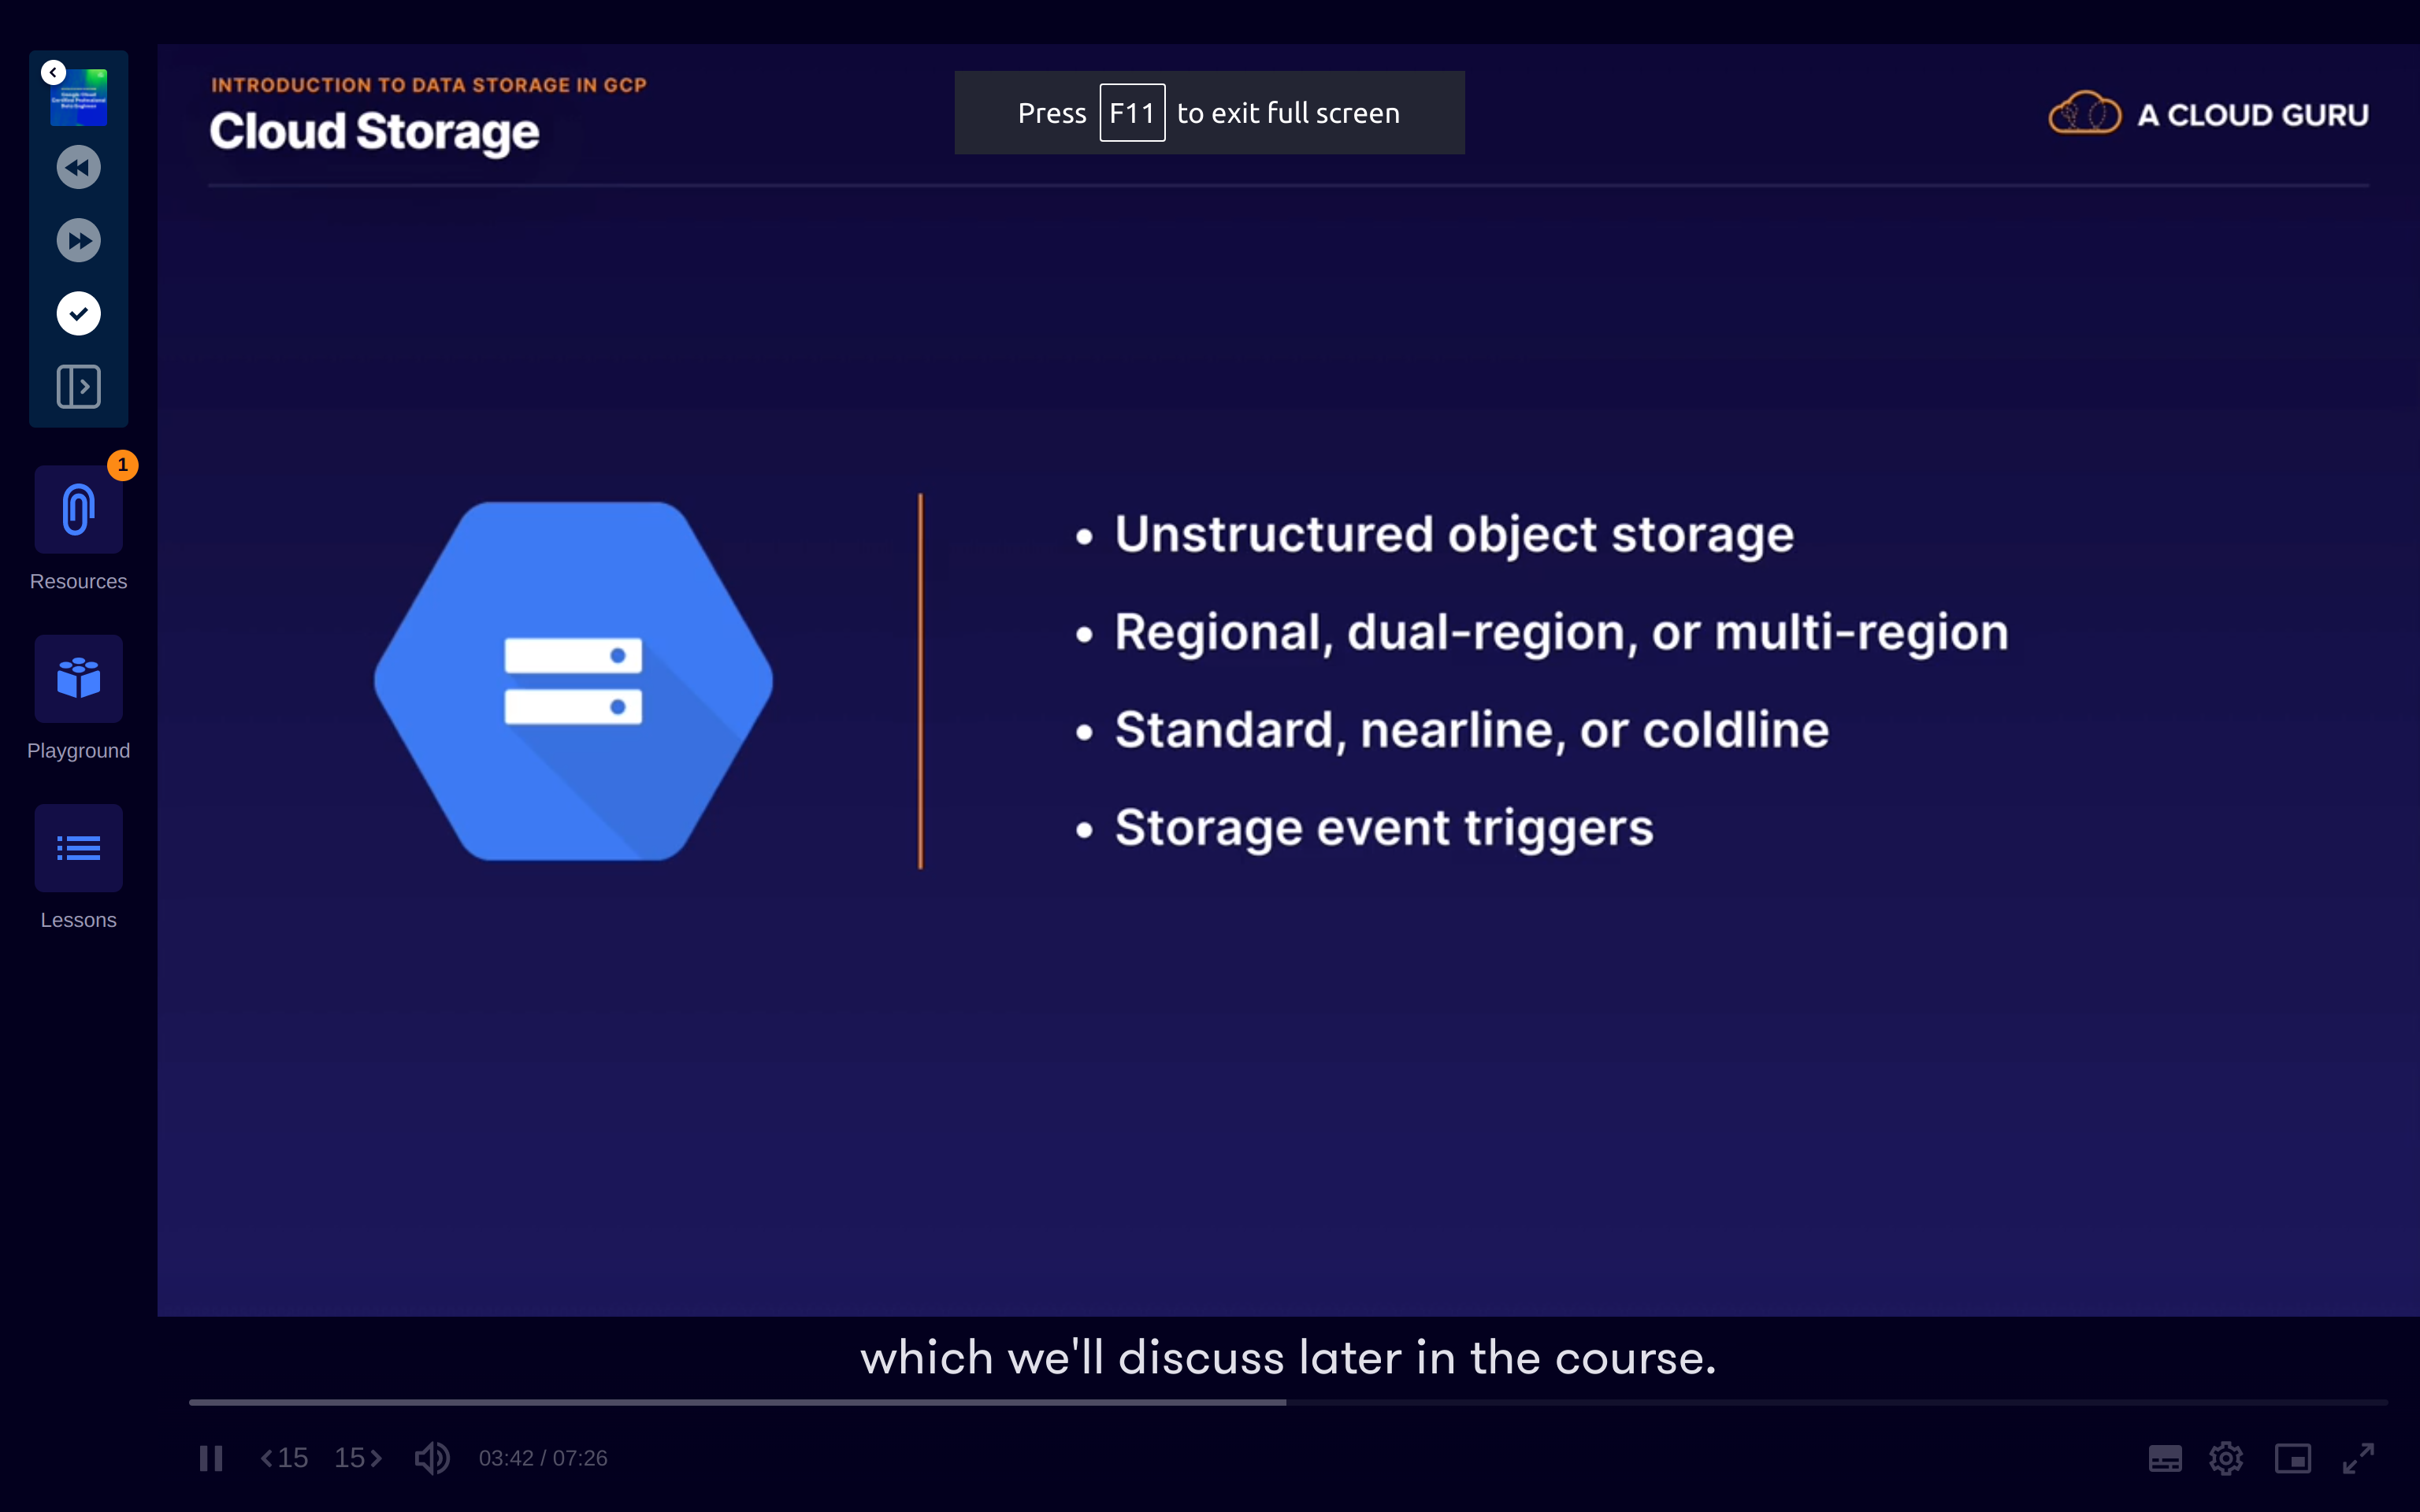 INTRODUCTION TO DATA STORAGE IN GCP
Cloud Storage
Press F11 to exit full screen
A CLOUD GURU
1
Resources
Playground
Lessons
• Unstructured object storage
• Regional, dual-region, or multi-region
• Standard, nearline, or coldline
• Storage event triggers
which we'll discuss later in the course.
15 15 03:42 / 07:26